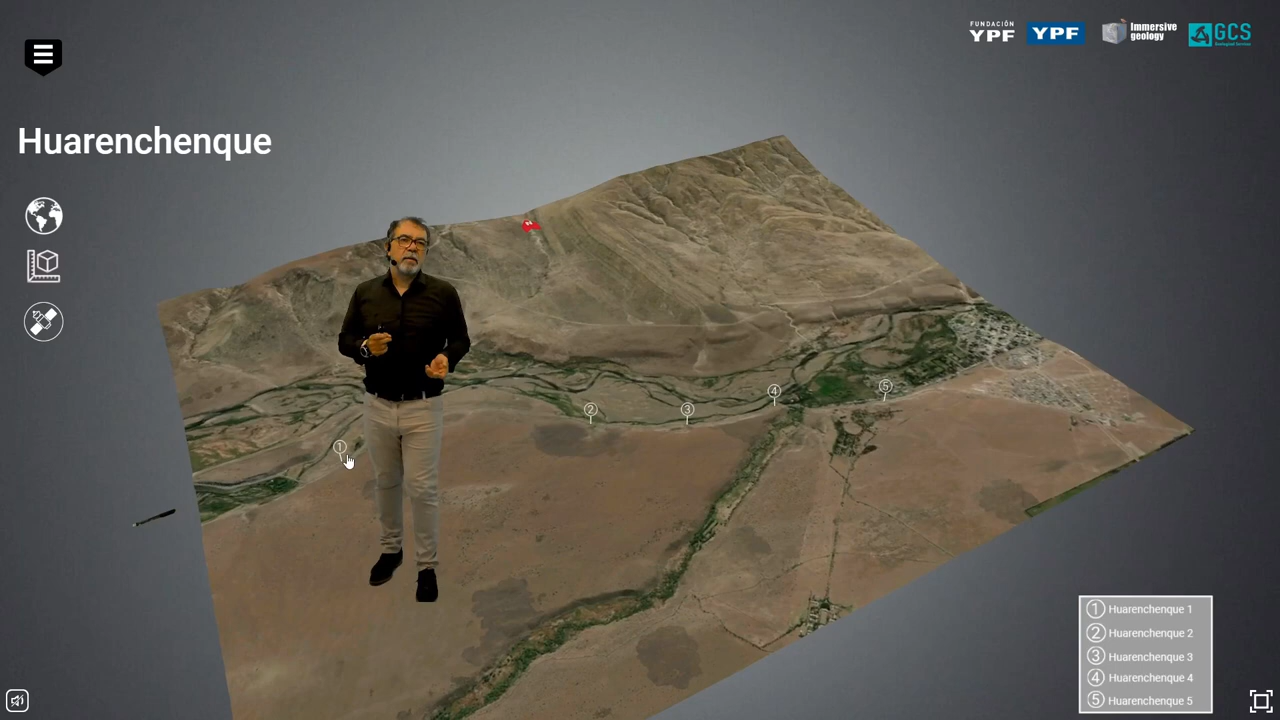 FUNDACIÓN
YPF
YPF
Immersive
geology
GCS
Huarenchenque
1
2
3
4
5
1 Huarenchenque 1
2 Huarenchenque 2
3 Huarenchenque 3
4 Huarenchenque 4
5 Huarenchenque 5